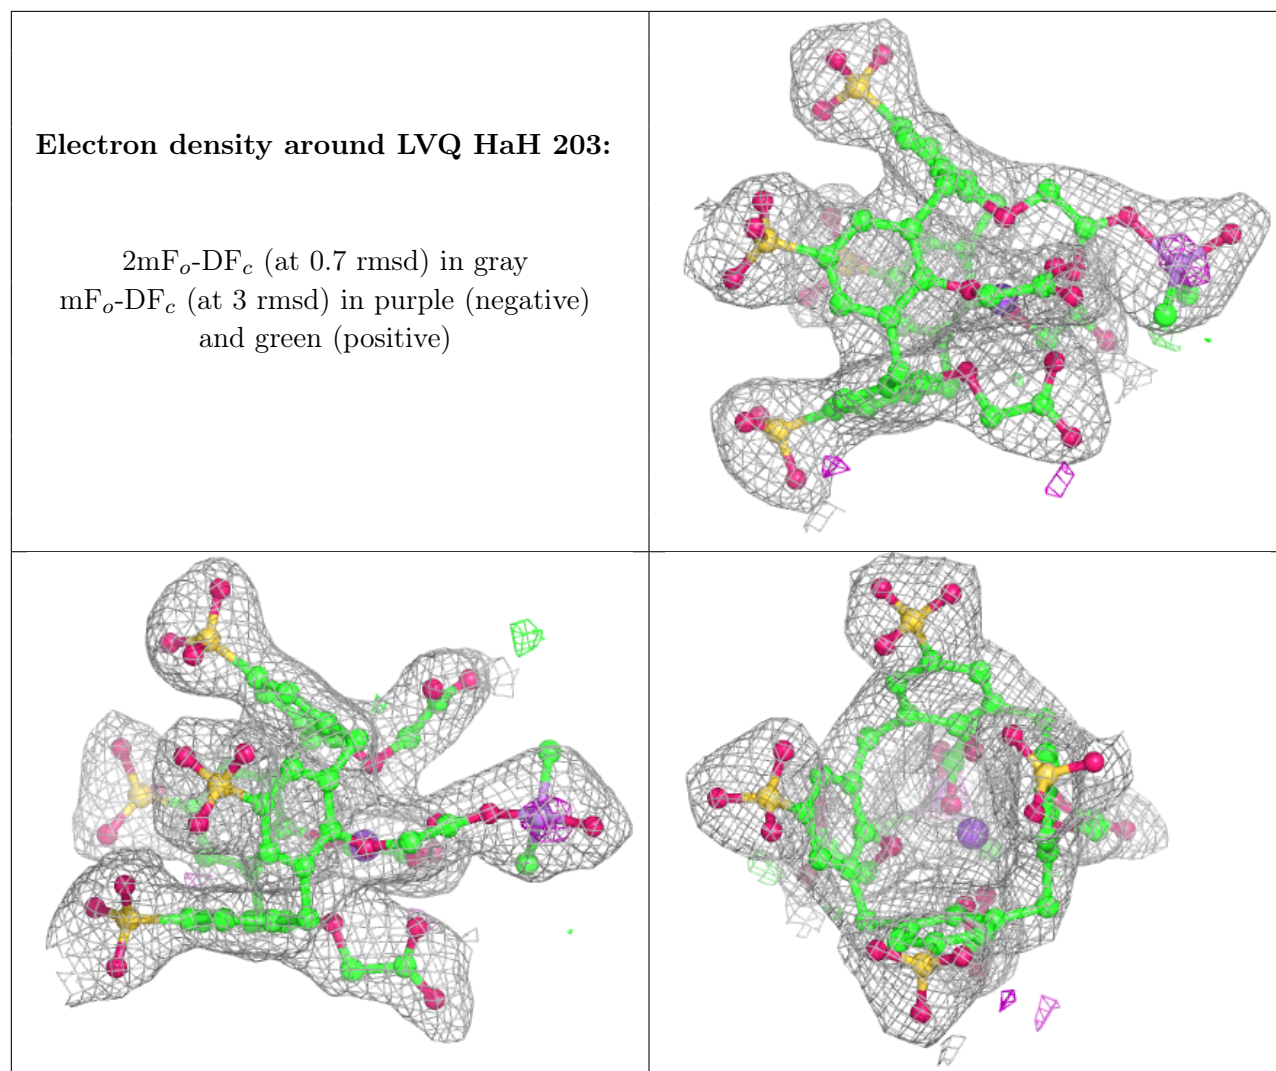 Electron density around LVQ HaH 203:
2mFo-DFc (at 0.7 rmsd) in gray
mFo-DFc (at 3 rmsd) in purple (negative)
and green (positive)